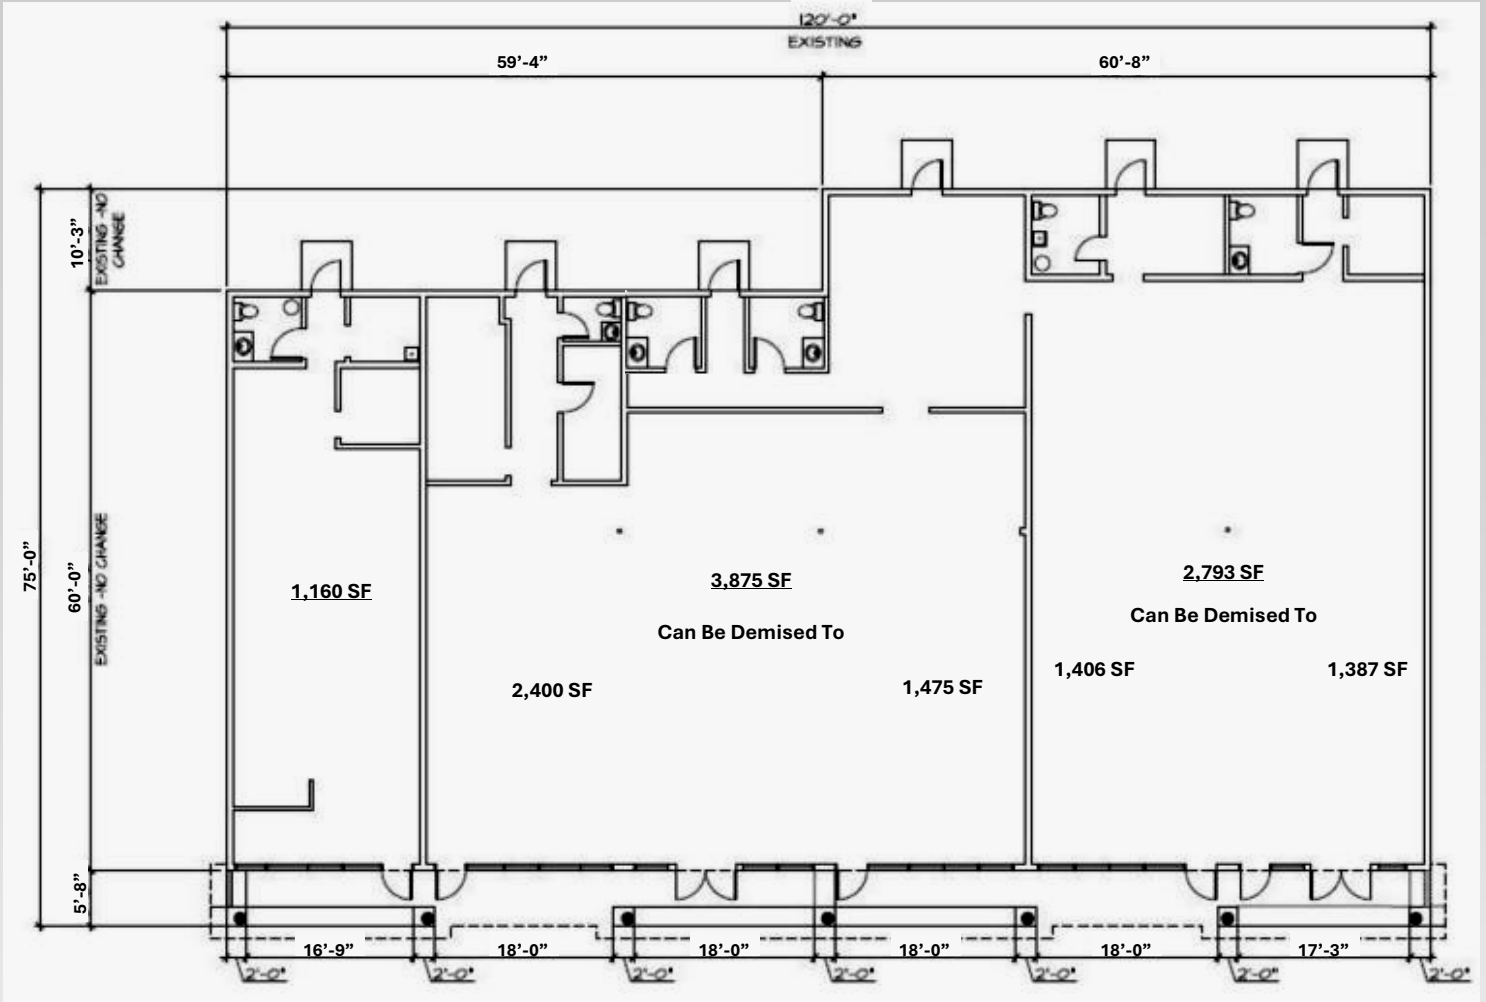 120'-0"
EXISTING
59'-4"
60'-8"
10'-3"
EXISTING -NO
CHANGE
75'-0"
60'-0"
EXISTING -NO CHANGE
1,160 SF
3,875 SF
Can Be Demised To
2,400 SF
1,475 SF
2,793 SF
Can Be Demised To
1,406 SF
1,387 SF
5'-8"
16'-9"
18'-0"
18'-0"
18'-0"
18'-0"
17'-3"
2'-0"
2'-0"
2'-0"
2'-0"
2'-0"
2'-0"
2'-0"